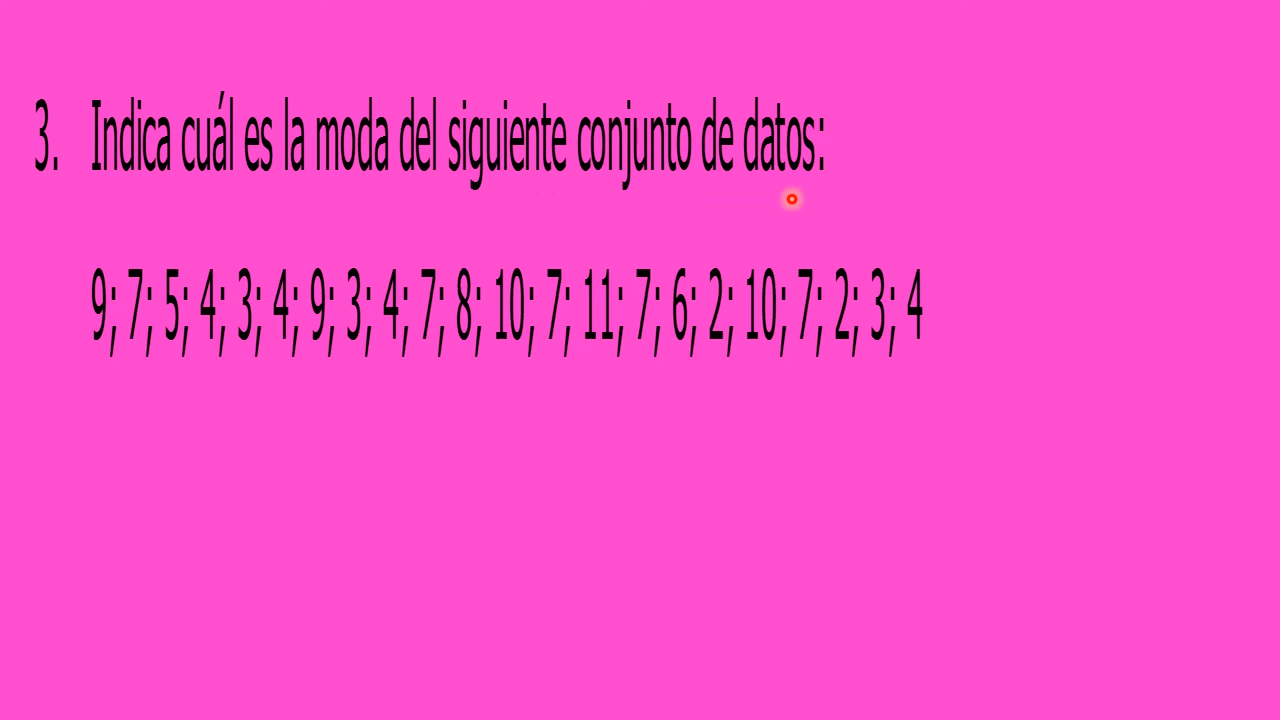 3. Indica cuál es la moda del siguiente conjunto de datos:
9; 7; 5; 4; 3; 4; 9; 3; 4; 7; 8; 10; 7; 11; 7; 6; 2; 10; 7; 2; 3; 4